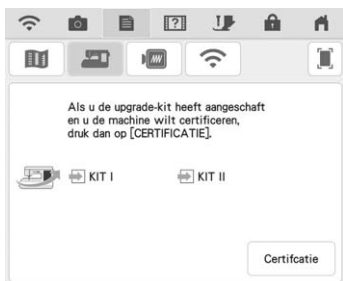 Als u de upgrade-kit heeft aangeschaft
en u de machine wilt certificeren,
druk dan op [CERTIFICATIE].
KIT I KIT II
Certifcatie